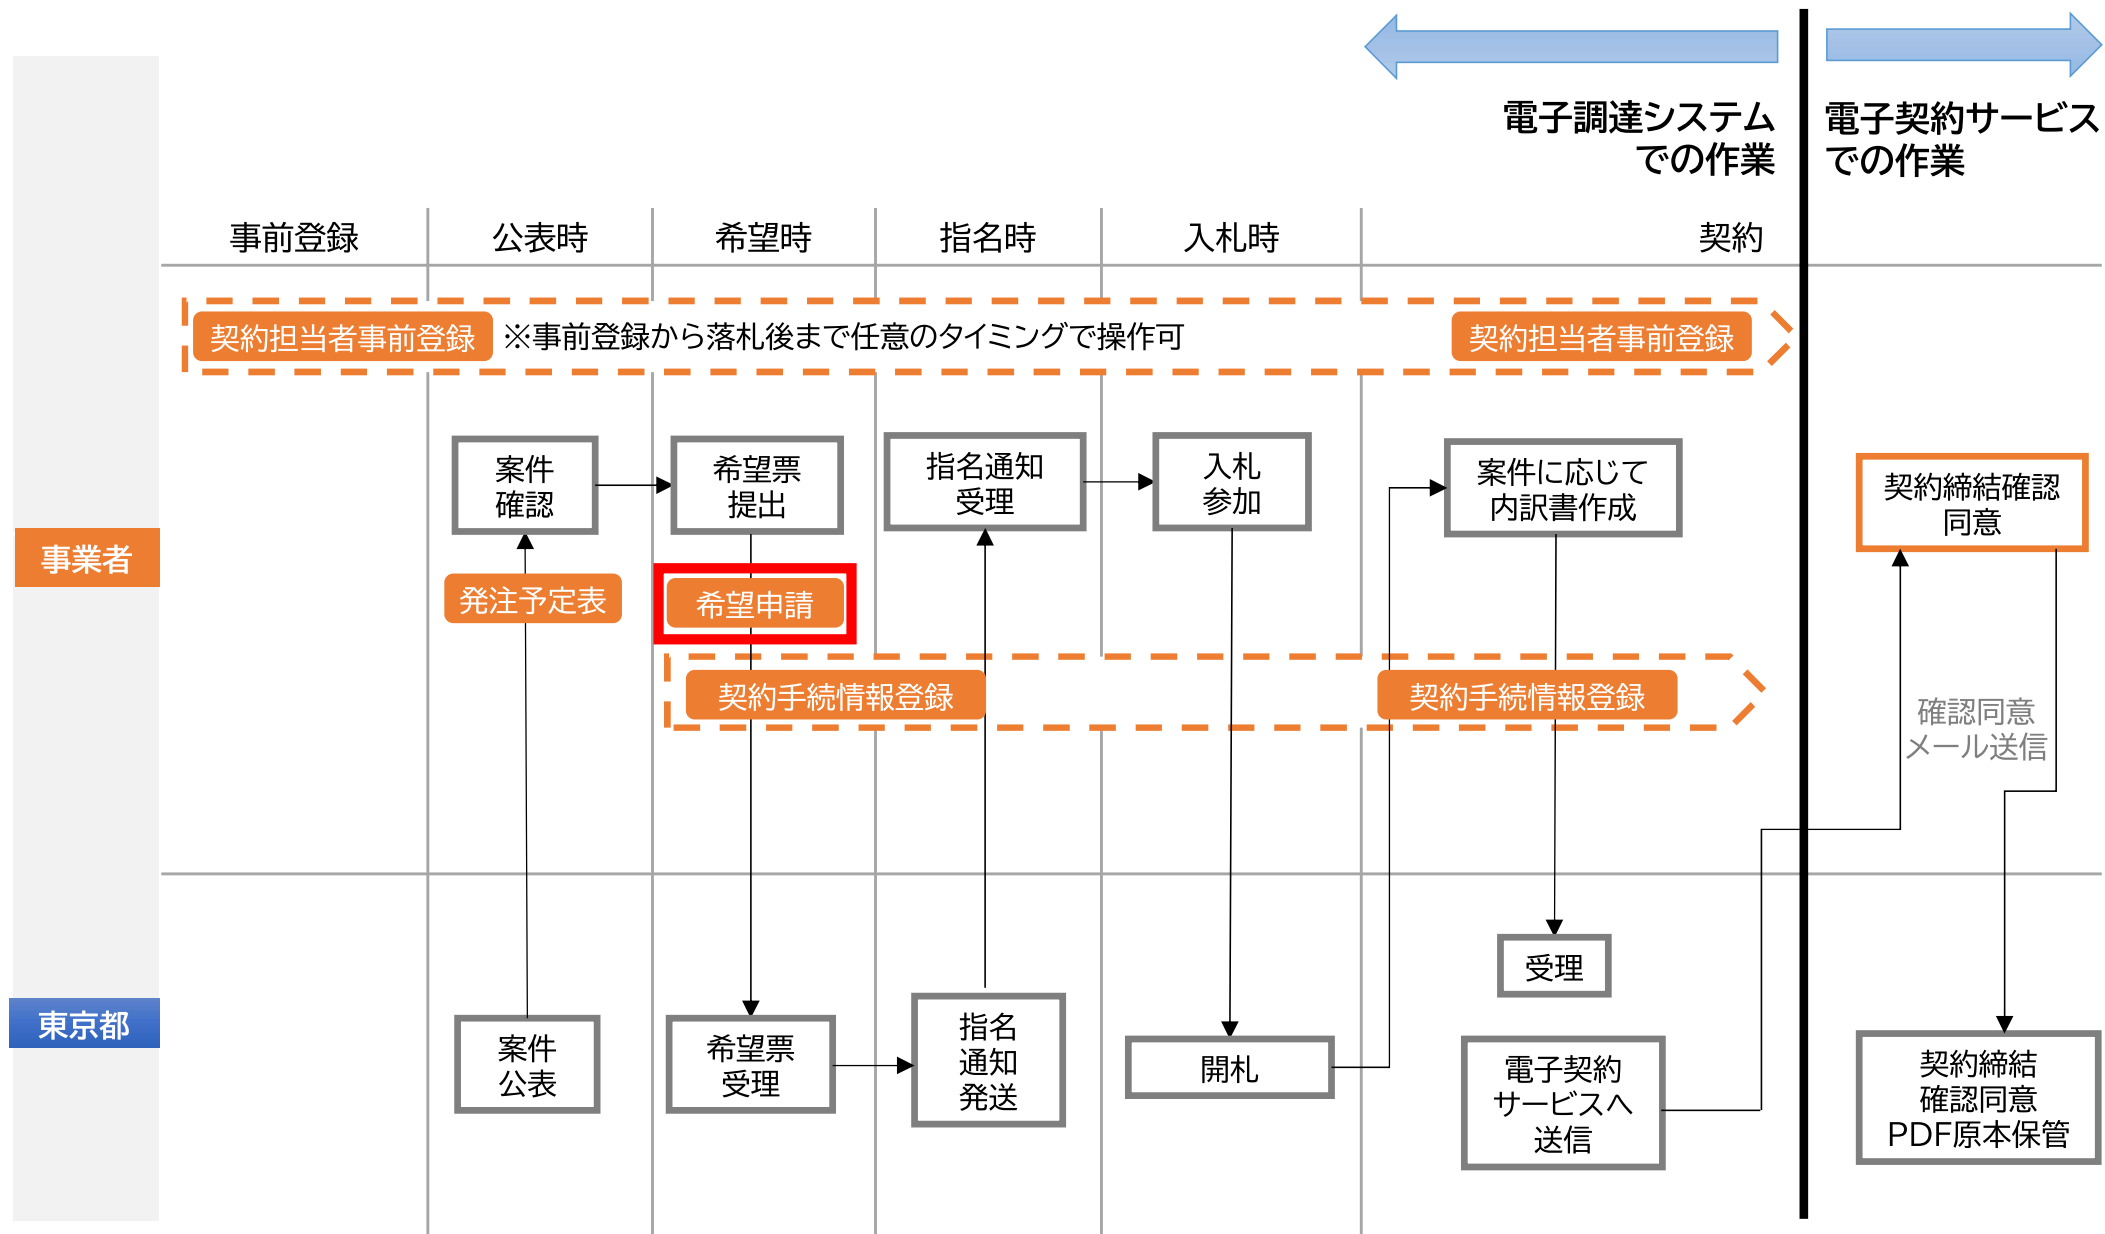 電子調達システム
での作業
電子契約サービス
での作業
事前登録
公表時
希望時
指名時
入札時
契約
契約担当者事前登録
※事前登録から落札後まで任意のタイミングで操作可
契約担当者事前登録
事業者
案件
確認
希望票
提出
指名通知
受理
入札
参加
案件に応じて
内訳書作成
契約締結確認
同意
発注予定表
希望申請
契約手続情報登録
契約手続情報登録
確認同意
メール送信
東京都
案件
公表
希望票
受理
指名
通知
発送
開札
受理
電子契約
サービスへ
送信
契約締結
確認同意
PDF原本保管